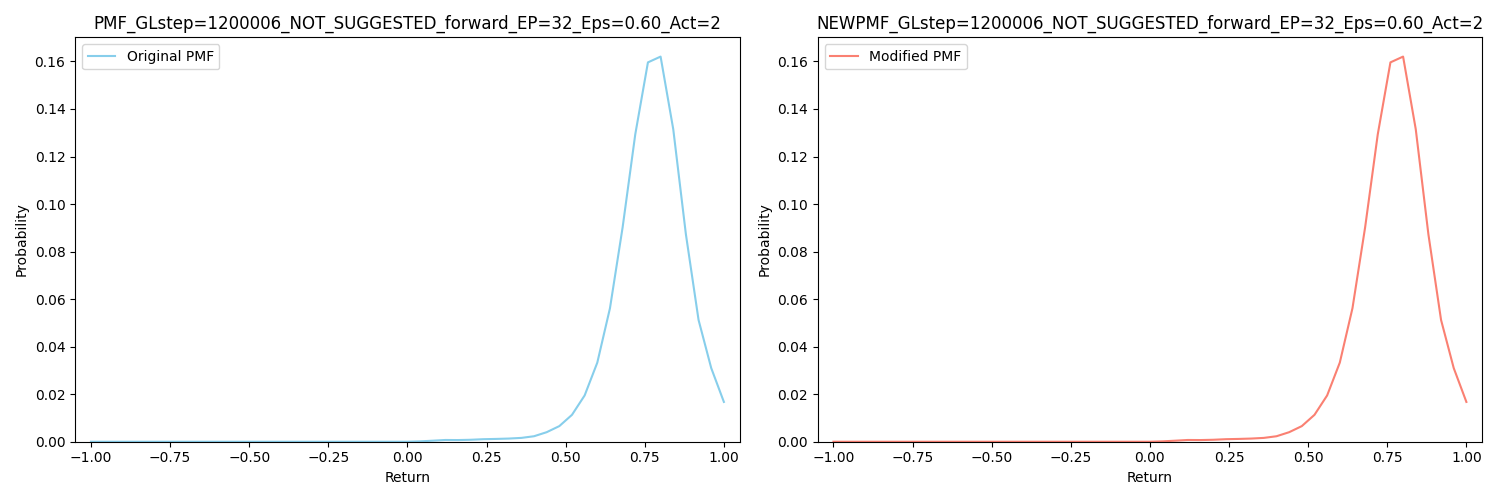 PMF_GLstep=1200006_NOT_SUGGESTED_forward_EP=32_Eps=0.60_Act=2
Original PMF
0.16
0.14
0.12
0.10
0.08
0.06
0.04
0.02
0.00
Probability
−1.00 −0.75 −0.50 −0.25 0.00 0.25 0.50 0.75 1.00
Return
NEWPMF_GLstep=1200006_NOT_SUGGESTED_forward_EP=32_Eps=0.60_Act=2
Modified PMF
0.16
0.14
0.12
0.10
0.08
0.06
0.04
0.02
0.00
Probability
−1.00 −0.75 −0.50 −0.25 0.00 0.25 0.50 0.75 1.00
Return